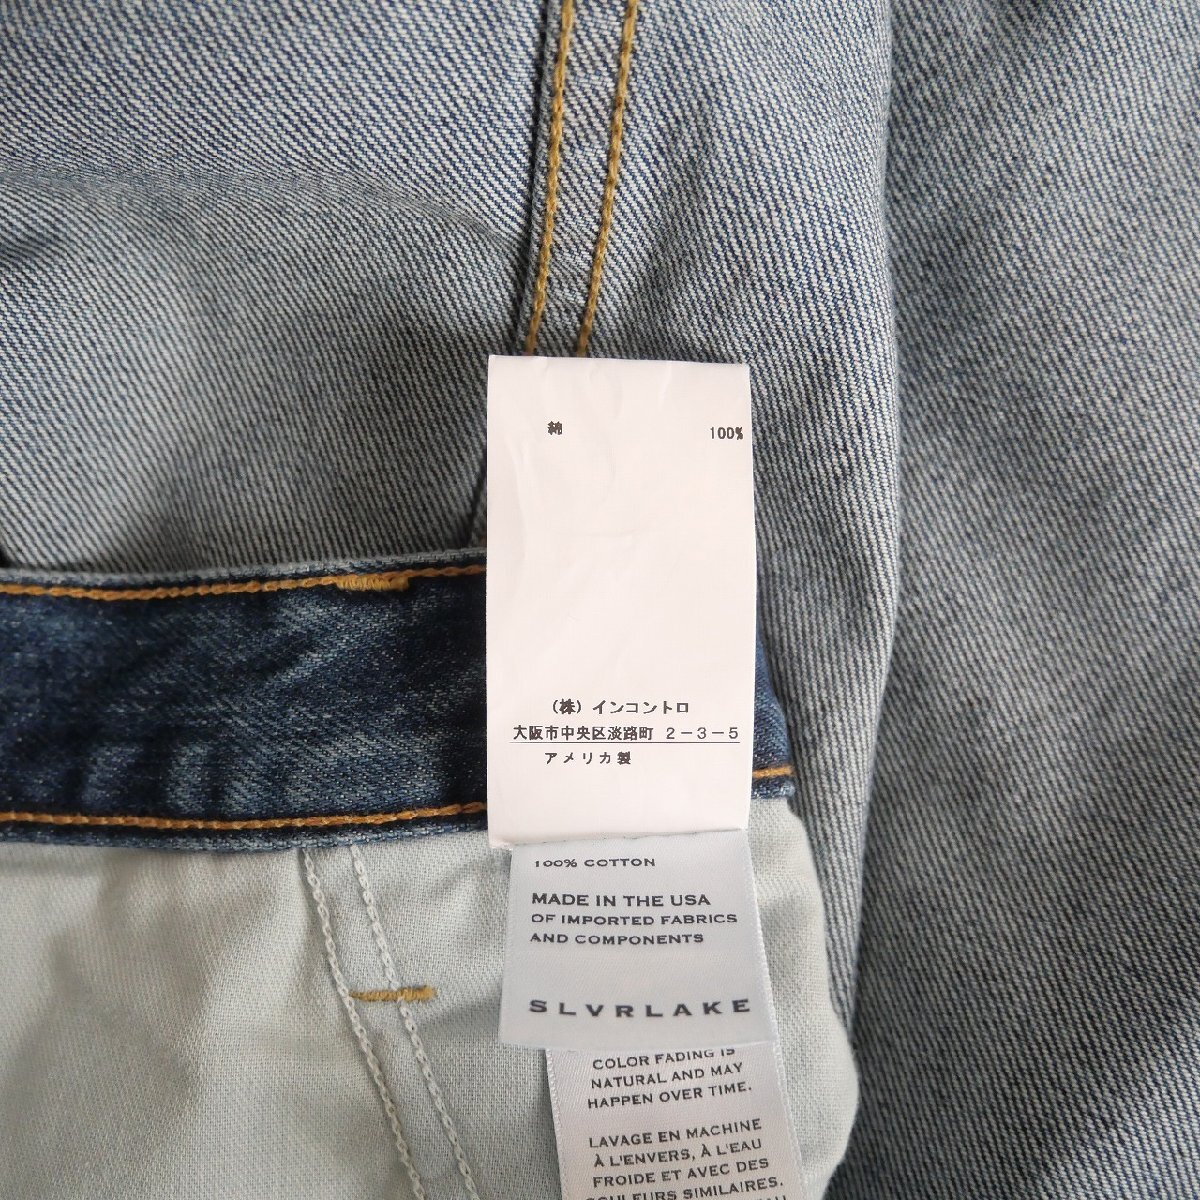 綿 100%
（株）インコントロ
大阪市中央区淡路町 ２－３－５
アメリカ製
100% COTTON
MADE IN THE USA
OF IMPORTED FABRICS
AND COMPONENTS
SLVRLAKE
COLOR FADING IS
NATURAL AND MAY
HAPPEN OVER TIME.
LAVAGE EN MACHINE
À L'ENVERS, À L'EAU
FROIDE ET AVEC DES
COULEURS SIMILAIRES.